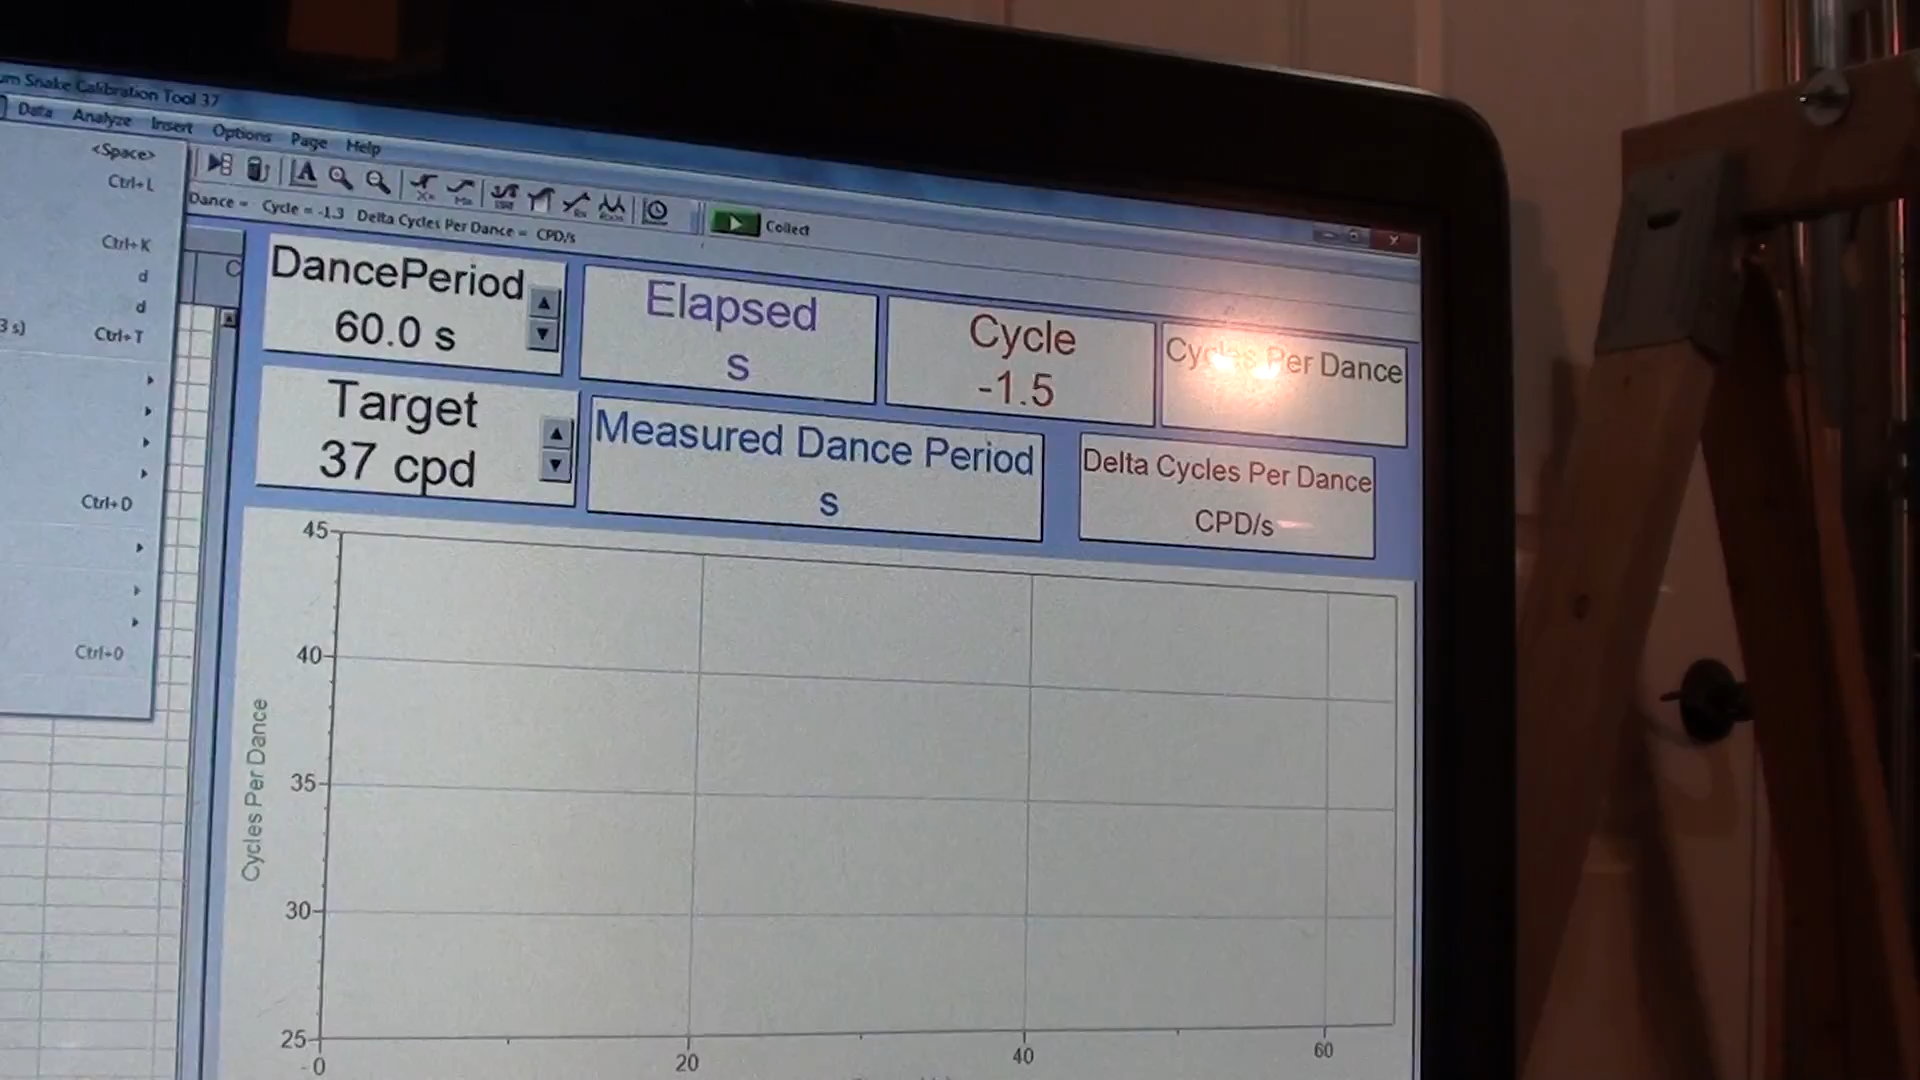 um Snake Calibration Tool 37
Data Analyze Insert Options Page Help
<Space>
Ctrl+L
Ctrl+K
d
d
3 s) Ctrl+T
Ctrl+D
Ctrl+0
Dance = Cycle = -1.3 Delta Cycles Per Dance = CPD/s
Collect
C
DancePeriod
60.0 s
Elapsed
s
Cycle
-1.5
Cycles Per Dance
Target
37 cpd
Measured Dance Period
s
Delta Cycles Per Dance
CPD/s
Cycles Per Dance
45
40
35
30
25
0 20 40 60